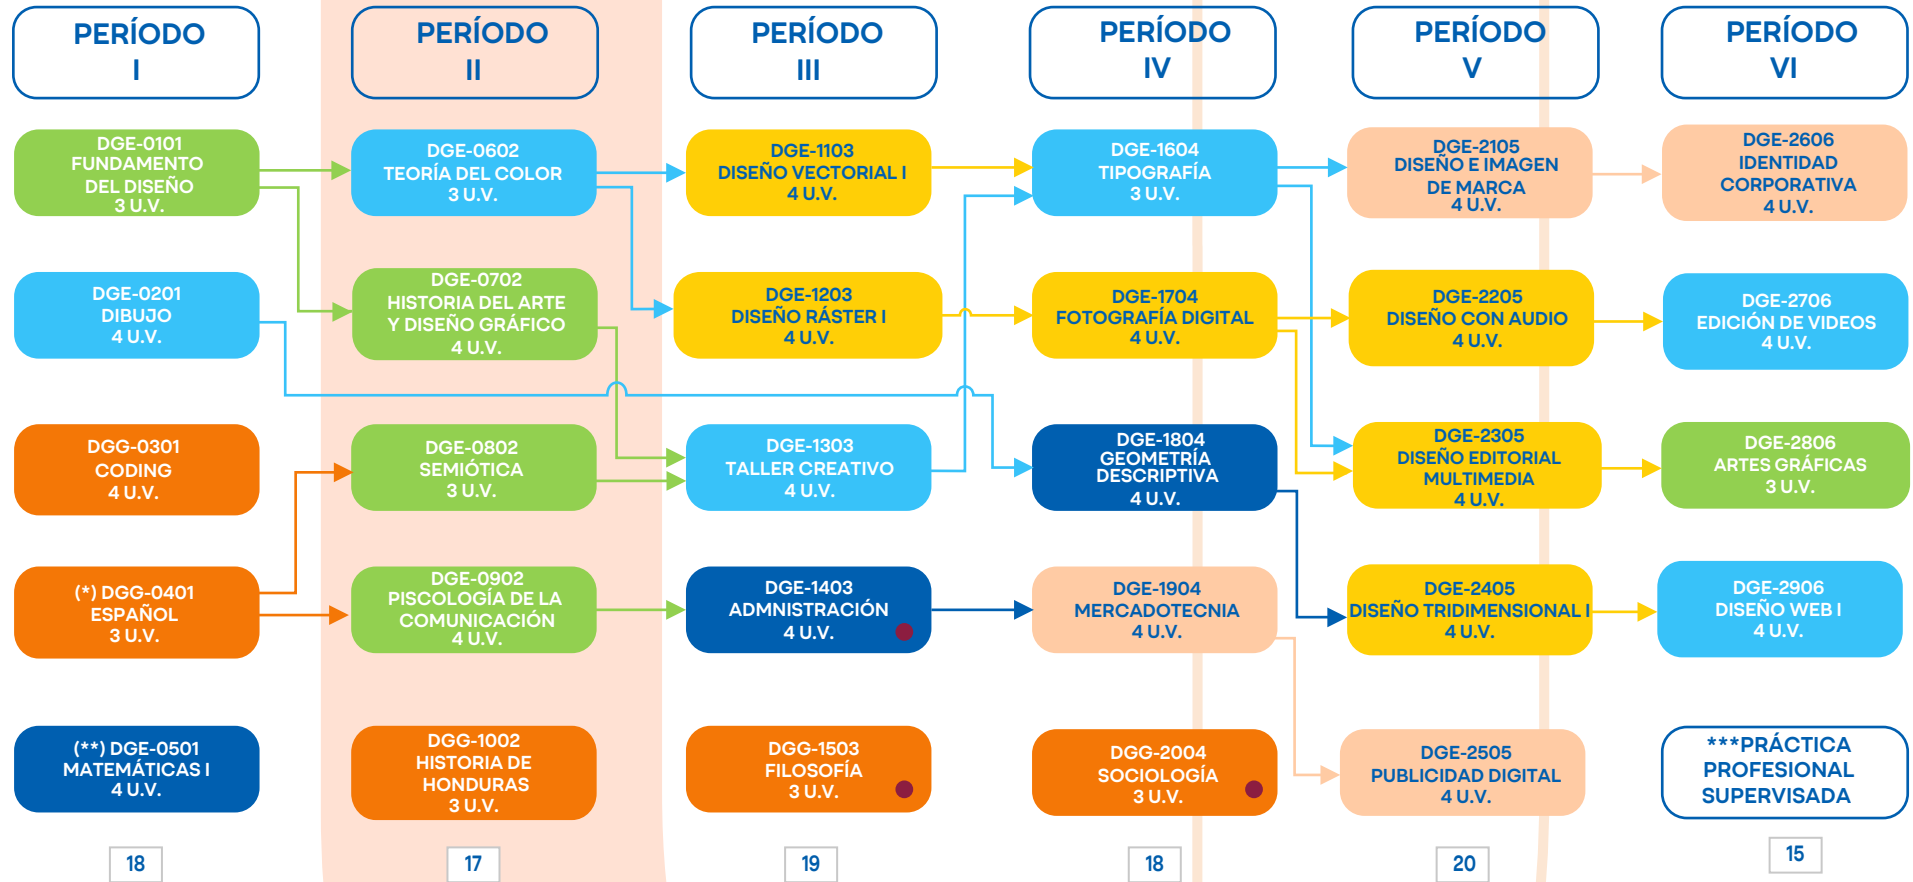 PERÍODO
I
DGE-0101
FUNDAMENTO
DEL DISEÑO
3 U.V.
DGE-0201
DIBUJO
4 U.V.
DGG-0301
CODING
4 U.V.
(*) DGG-0401
ESPAÑOL
3 U.V.
(**) DGE-0501
MATEMÁTICAS I
4 U.V.
18
PERÍODO
II
DGE-0602
TEORÍA DEL COLOR
3 U.V.
DGE-0702
HISTORIA DEL ARTE
Y DISEÑO GRÁFICO
4 U.V.
DGE-0802
SEMIÓTICA
3 U.V.
DGE-0902
PISCOLOGÍA DE LA
COMUNICACIÓN
4 U.V.
DGG-1002
HISTORIA DE
HONDURAS
3 U.V.
17
PERÍODO
III
DGE-1103
DISEÑO VECTORIAL I
4 U.V.
DGE-1203
DISEÑO RÁSTER I
4 U.V.
DGE-1303
TALLER CREATIVO
4 U.V.
DGE-1403
ADMNISTRACIÓN
4 U.V.
DGG-1503
FILOSOFÍA
3 U.V.
19
PERÍODO
IV
DGE-1604
TIPOGRAFÍA
3 U.V.
DGE-1704
FOTOGRAFÍA DIGITAL
4 U.V.
DGE-1804
GEOMETRÍA
DESCRIPTIVA
4 U.V.
DGE-1904
MERCADOTECNIA
4 U.V.
DGG-2004
SOCIOLOGÍA
3 U.V.
18
PERÍODO
V
DGE-2105
DISEÑO E IMAGEN
DE MARCA
4 U.V.
DGE-2205
DISEÑO CON AUDIO
4 U.V.
DGE-2305
DISEÑO EDITORIAL
MULTIMEDIA
4 U.V.
DGE-2405
DISEÑO TRIDIMENSIONAL I
4 U.V.
DGE-2505
PUBLICIDAD DIGITAL
4 U.V.
20
PERÍODO
VI
DGE-2606
IDENTIDAD
CORPORATIVA
4 U.V.
DGE-2706
EDICIÓN DE VIDEOS
4 U.V.
DGE-2806
ARTES GRÁFICAS
3 U.V.
DGE-2906
DISEÑO WEB I
4 U.V.
***PRÁCTICA
PROFESIONAL
SUPERVISADA
15